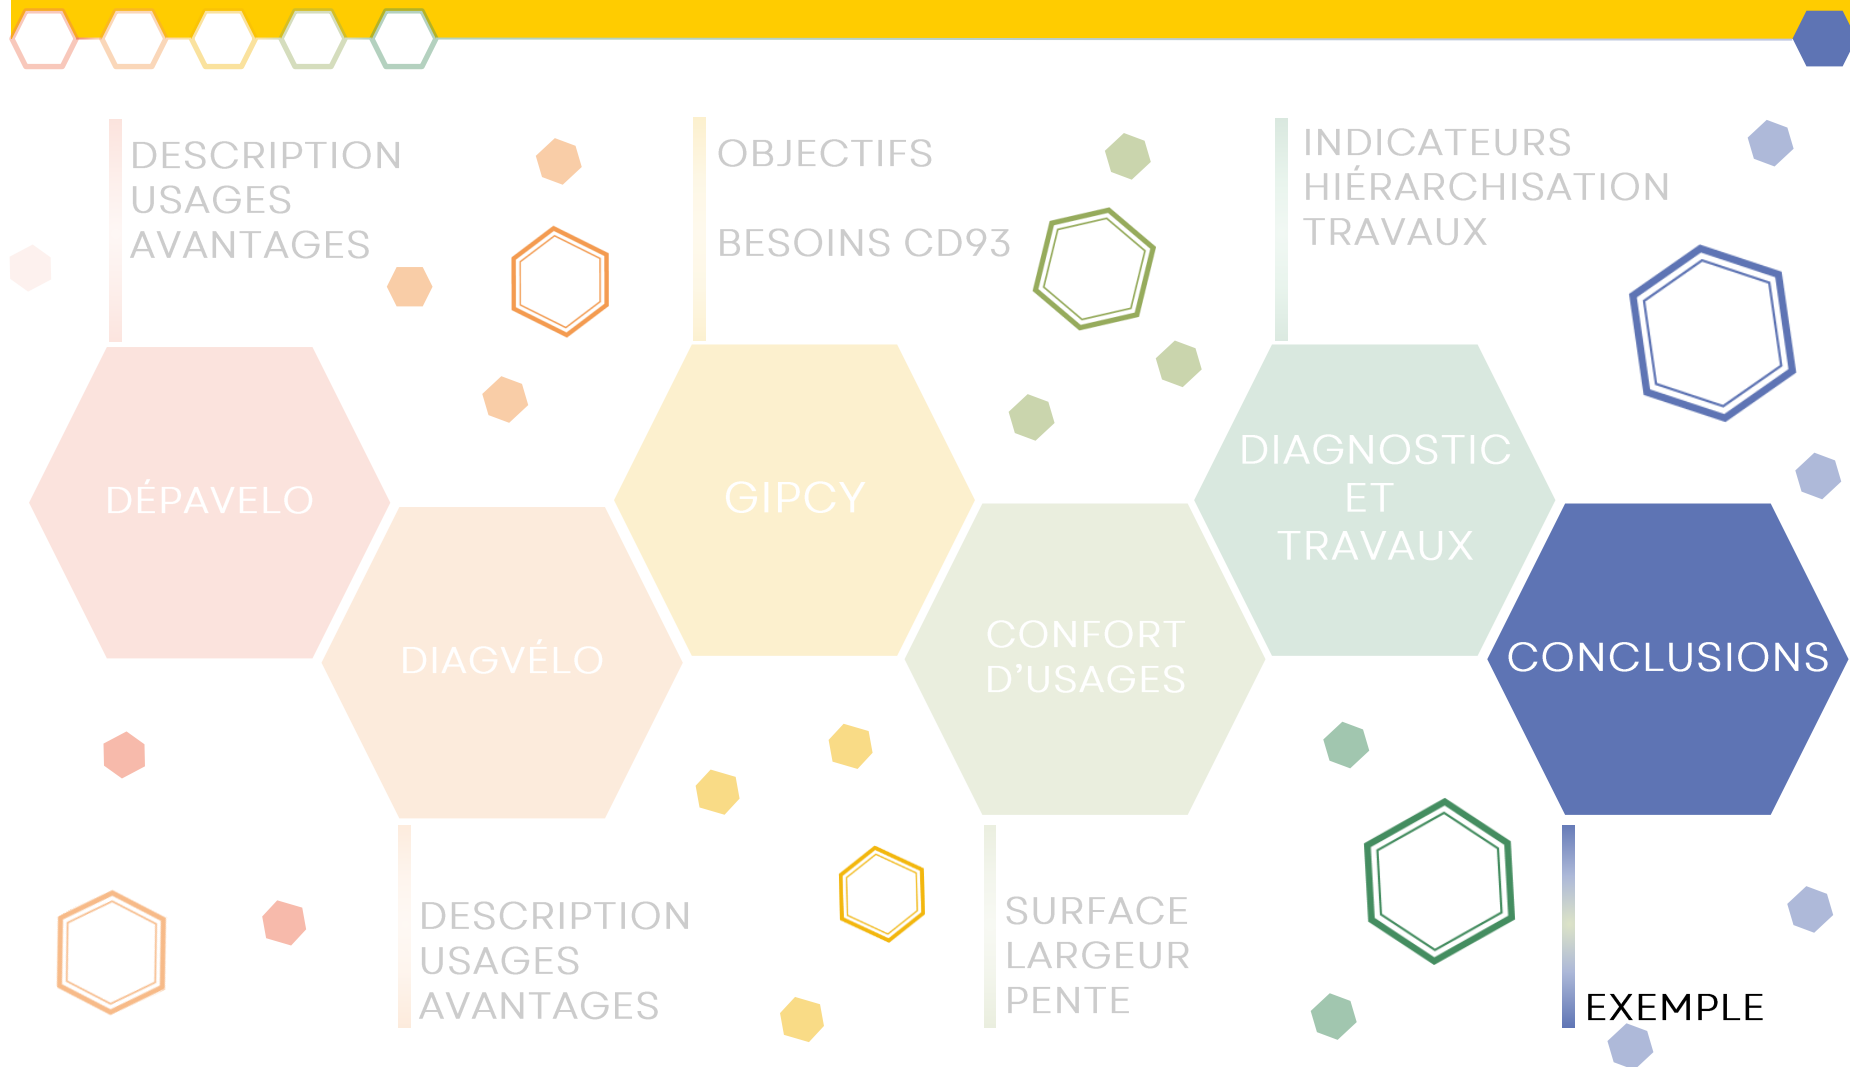 DESCRIPTION
USAGES
AVANTAGES
OBJECTIFS
BESOINS CD93
INDICATEURS
HIÉRARCHISATION
TRAVAUX
DÉPAVELO
DIAGVÉLO
GIPCY
CONFORT
D'USAGES
DIAGNOSTIC
ET
TRAVAUX
CONCLUSIONS
DESCRIPTION
USAGES
AVANTAGES
SURFACE
LARGEUR
PENTE
EXEMPLE